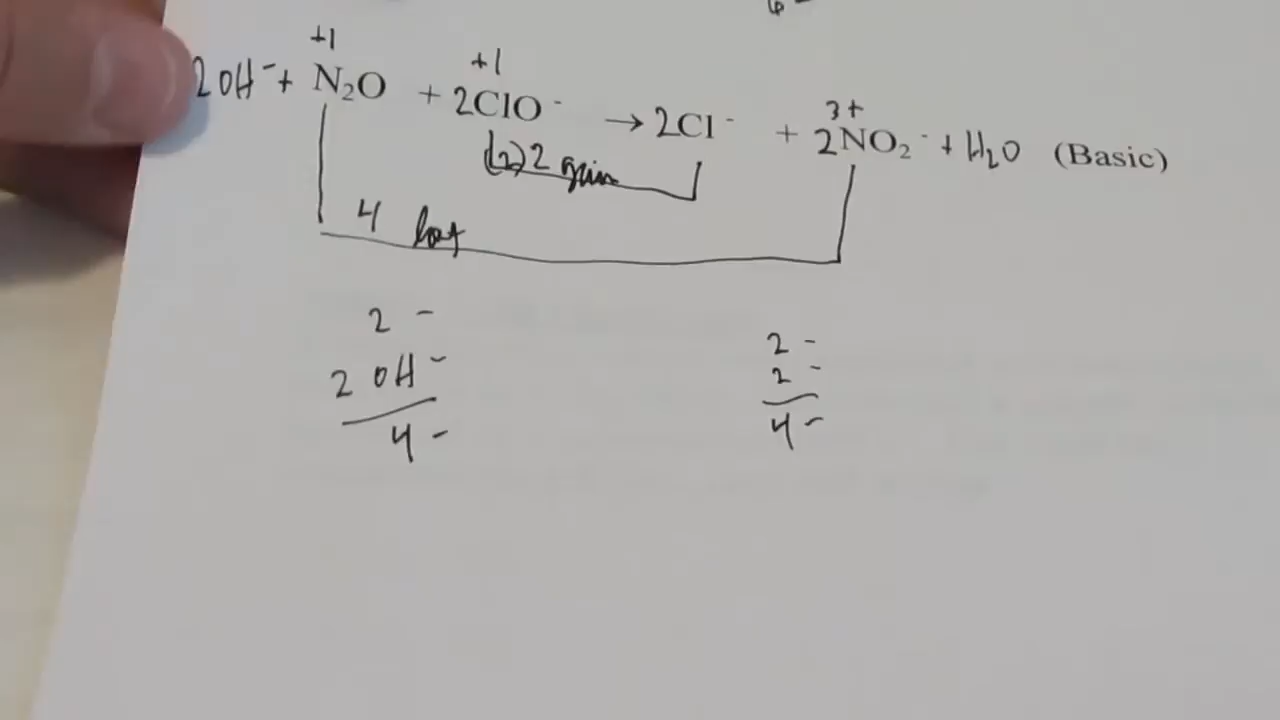 +1 +1 3+
2OH⁻ + N₂O + 2ClO⁻ → 2Cl⁻ + 2NO₂⁻ + H₂O (Basic)
(2) 2 gain
4 lost
2 - 2 -
2 OH⁻ 2 -
4 - 4 -